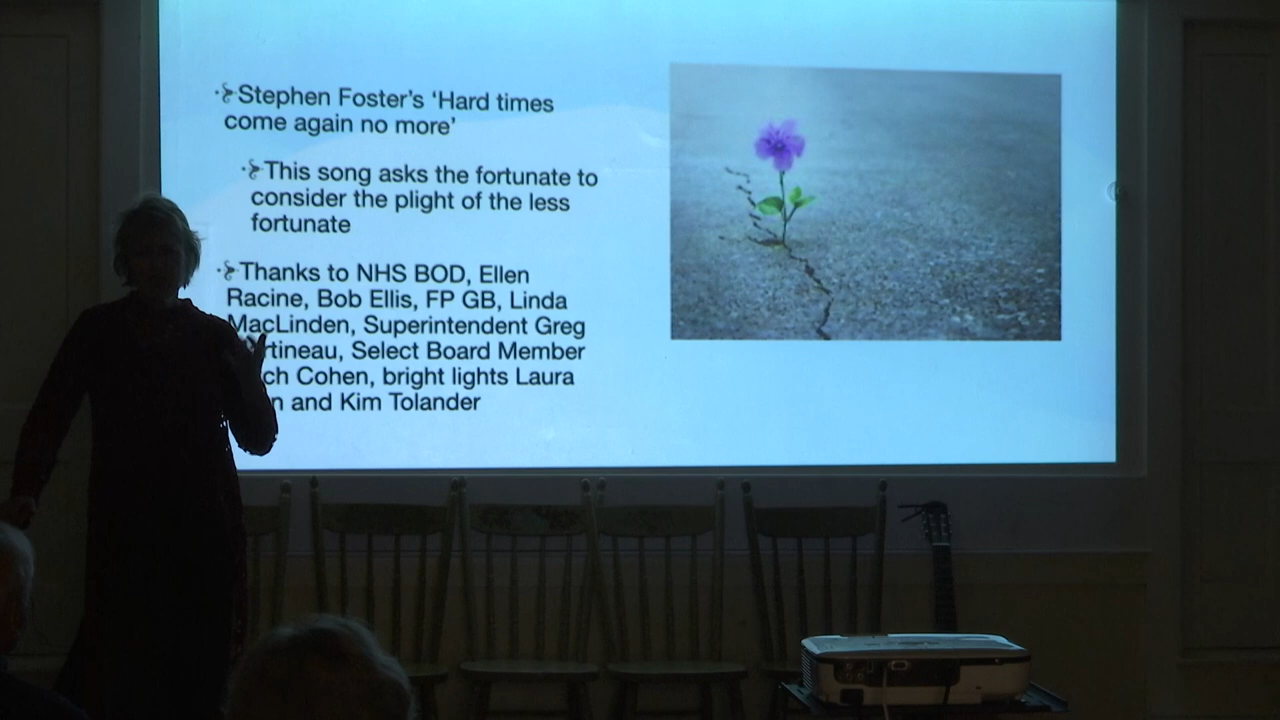 Stephen Foster's 'Hard times
come again no more'
This song asks the fortunate to
consider the plight of the less
fortunate
Thanks to NHS BOD, Ellen
Racine, Bob Ellis, FP GB, Linda
MacLinden, Superintendent Greg
Select Board Member
Cohen, bright lights Laura
and Kim Tolander